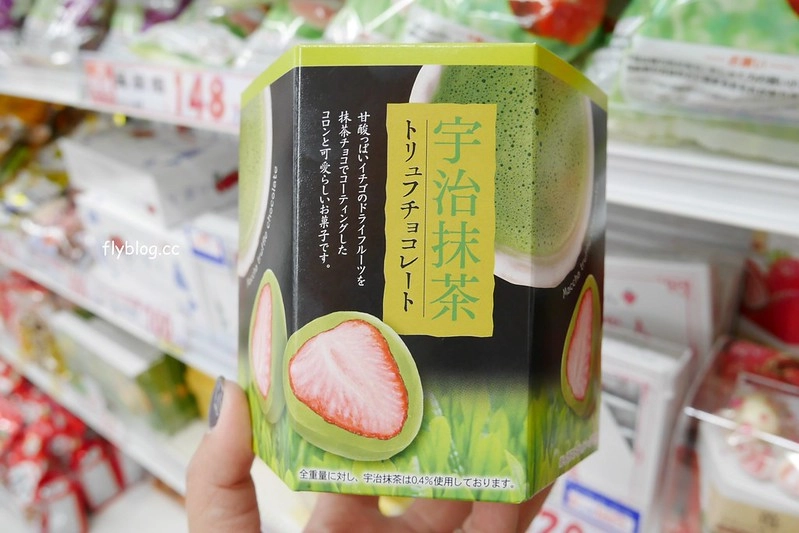 宇治抹茶
トリュフチョコレート
甘酸っぱいイチゴのドライフルーツを
抹茶チョコでコーティングした
コロンと可愛らしいお菓子です。
全重量に対し、宇治抹茶は0.4%使用しております。
Maccha truffle chocolate
148
flyblog.cc